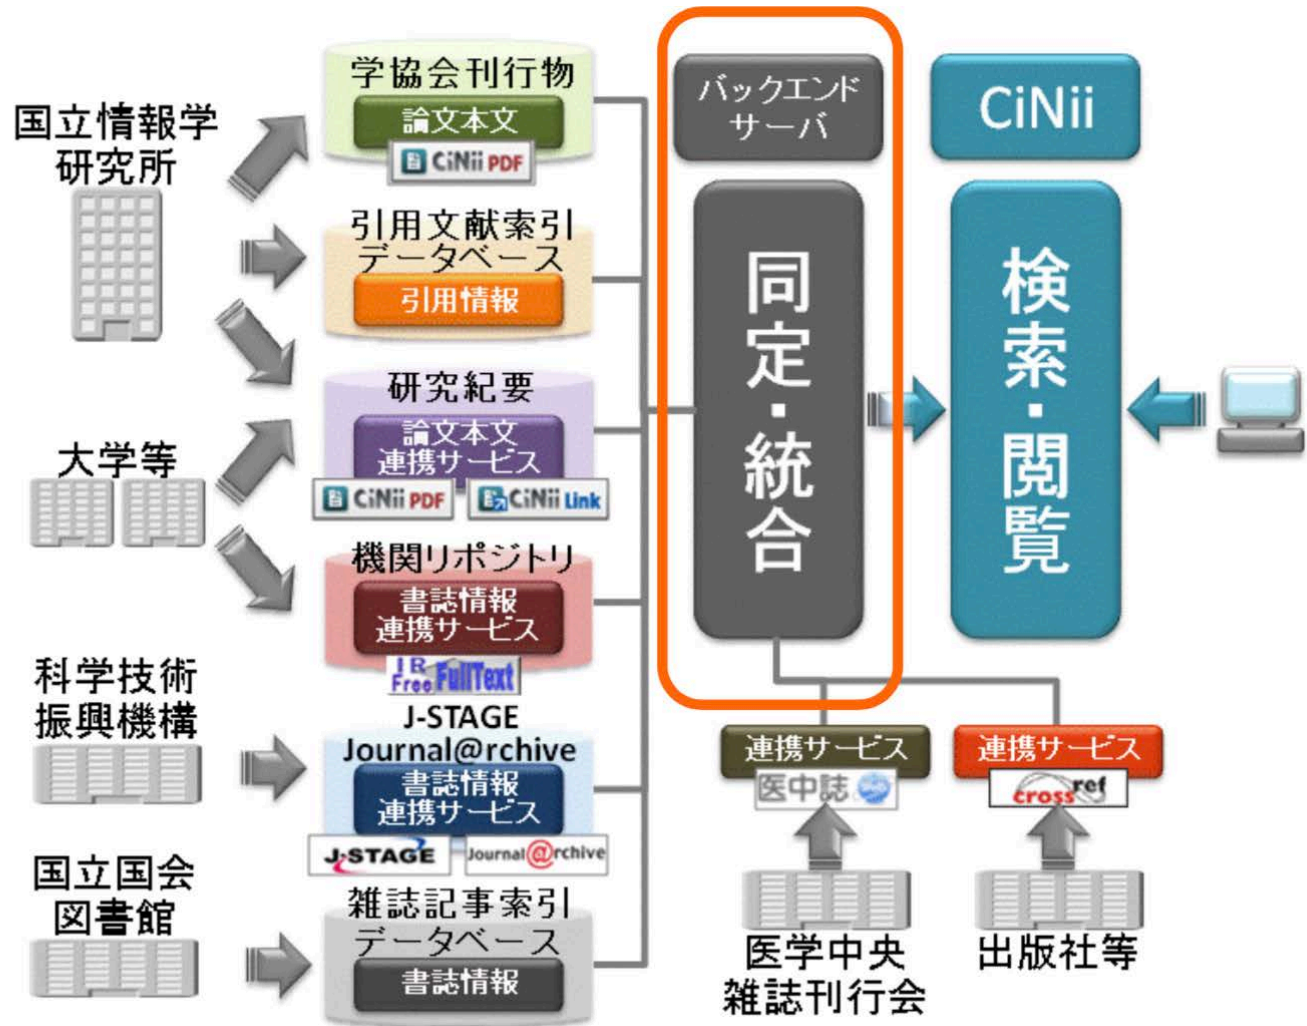 国立情報学
研究所
大学等
科学技術
振興機構
国立国会
図書館
学協会刊行物
論文本文
CiNii PDF
引用文献索引
データベース
引用情報
研究紀要
論文本文
連携サービス
CiNii PDF
CiNii Link
機関リポジトリ
書誌情報
連携サービス
IR
Free FullText
J-STAGE
Journal@rchive
書誌情報
連携サービス
J-STAGE
Journal@rchive
雑誌記事索引
データベース
書誌情報
バックエンド
サーバ
同定・統合
CiNii
検索・閲覧
連携サービス
医中誌
医学中央
雑誌刊行会
連携サービス
crossref
出版社等